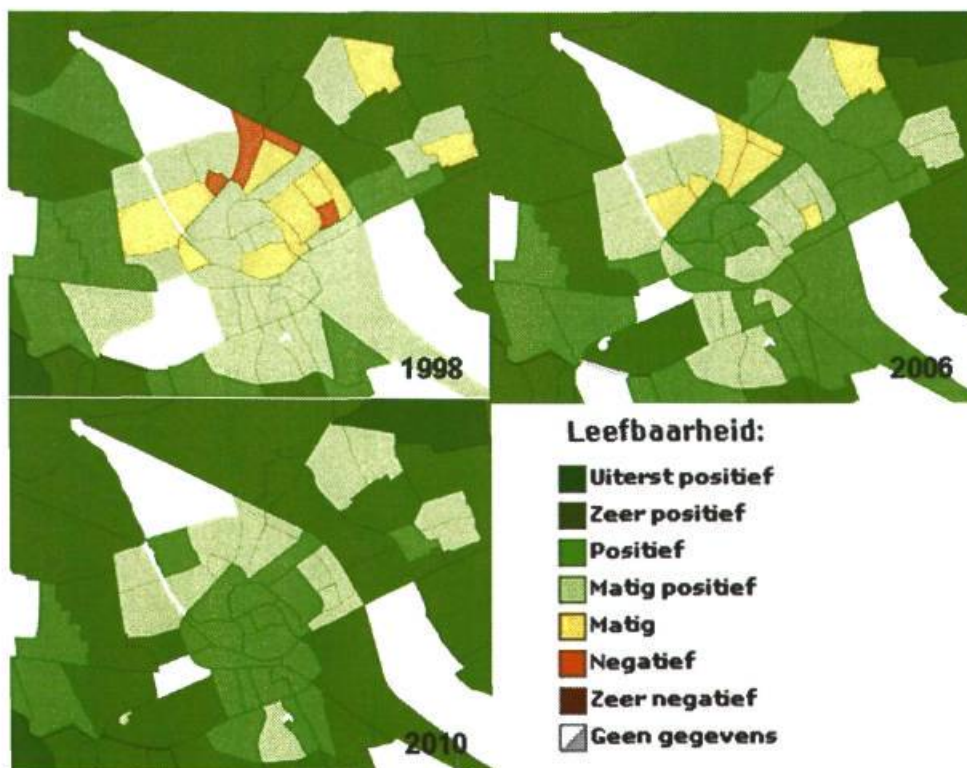 1998
2006
2010
Leefbaarheid:
Uiterst positief
Zeer positief
Positief
Matig positief
Matig
Negatief
Zeer negatief
Geen gegevens